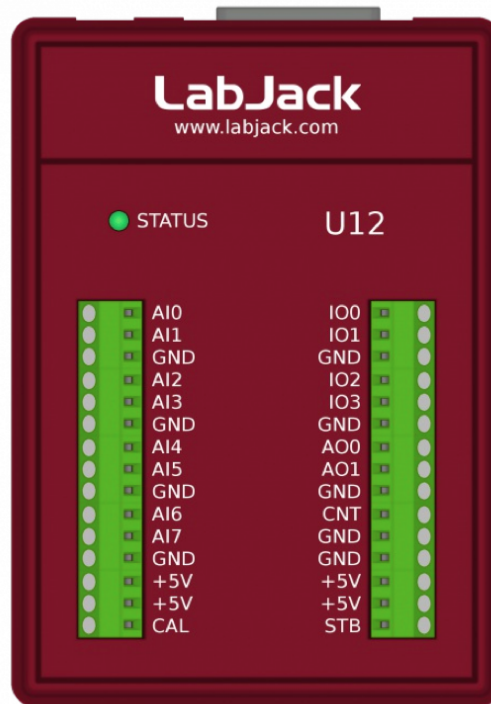 LabJack
www.labjack.com
STATUS
U12
AI0
AI1
GND
AI2
AI3
GND
AI4
AI5
GND
AI6
AI7
GND
+5V
+5V
CAL
IO0
IO1
GND
IO2
IO3
GND
AO0
AO1
GND
CNT
GND
GND
+5V
+5V
STB